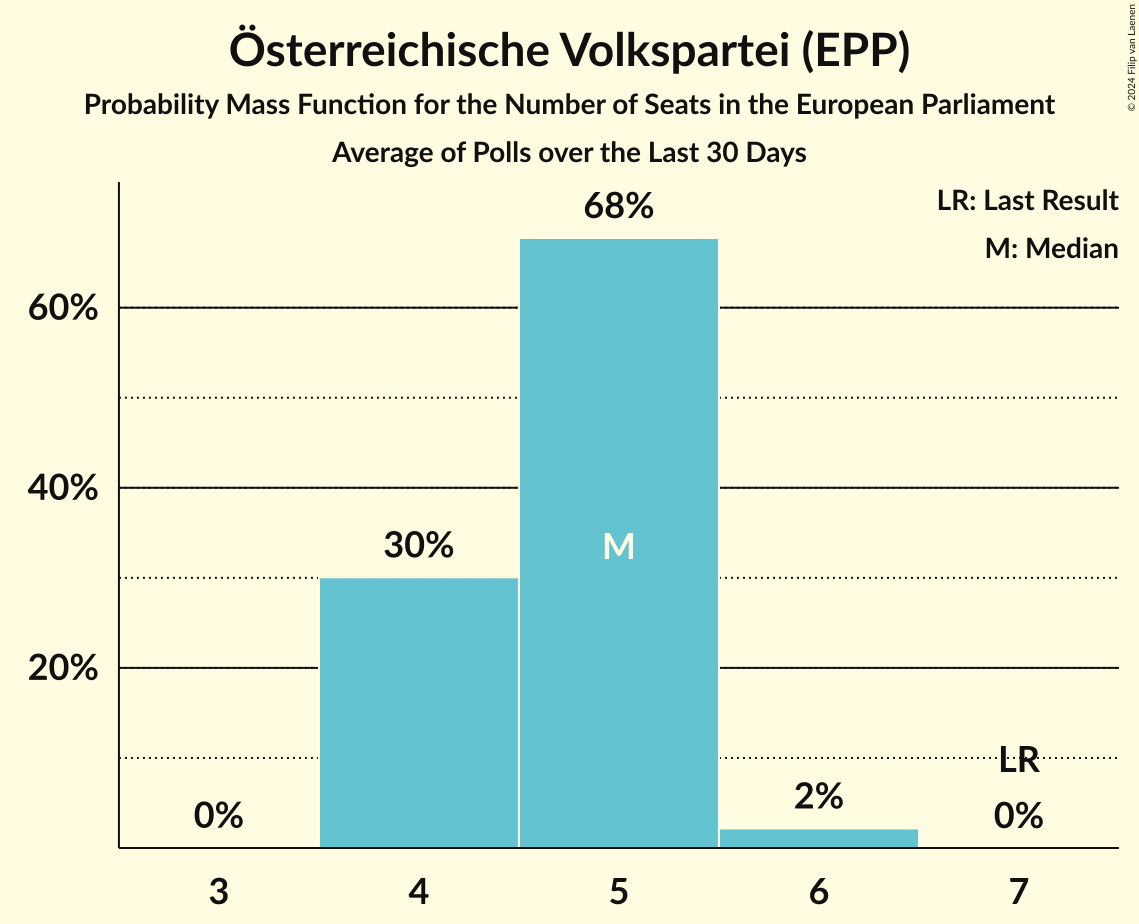 Österreichische Volkspartei (EPP)
Probability Mass Function for the Number of Seats in the European Parliament
Average of Polls over the Last 30 Days
© 2024 Filip van Laenen
LR: Last Result
M: Median
68%
60%
40%
30%
M
20%
LR
0%
2%
0%
3 4 5 6 7